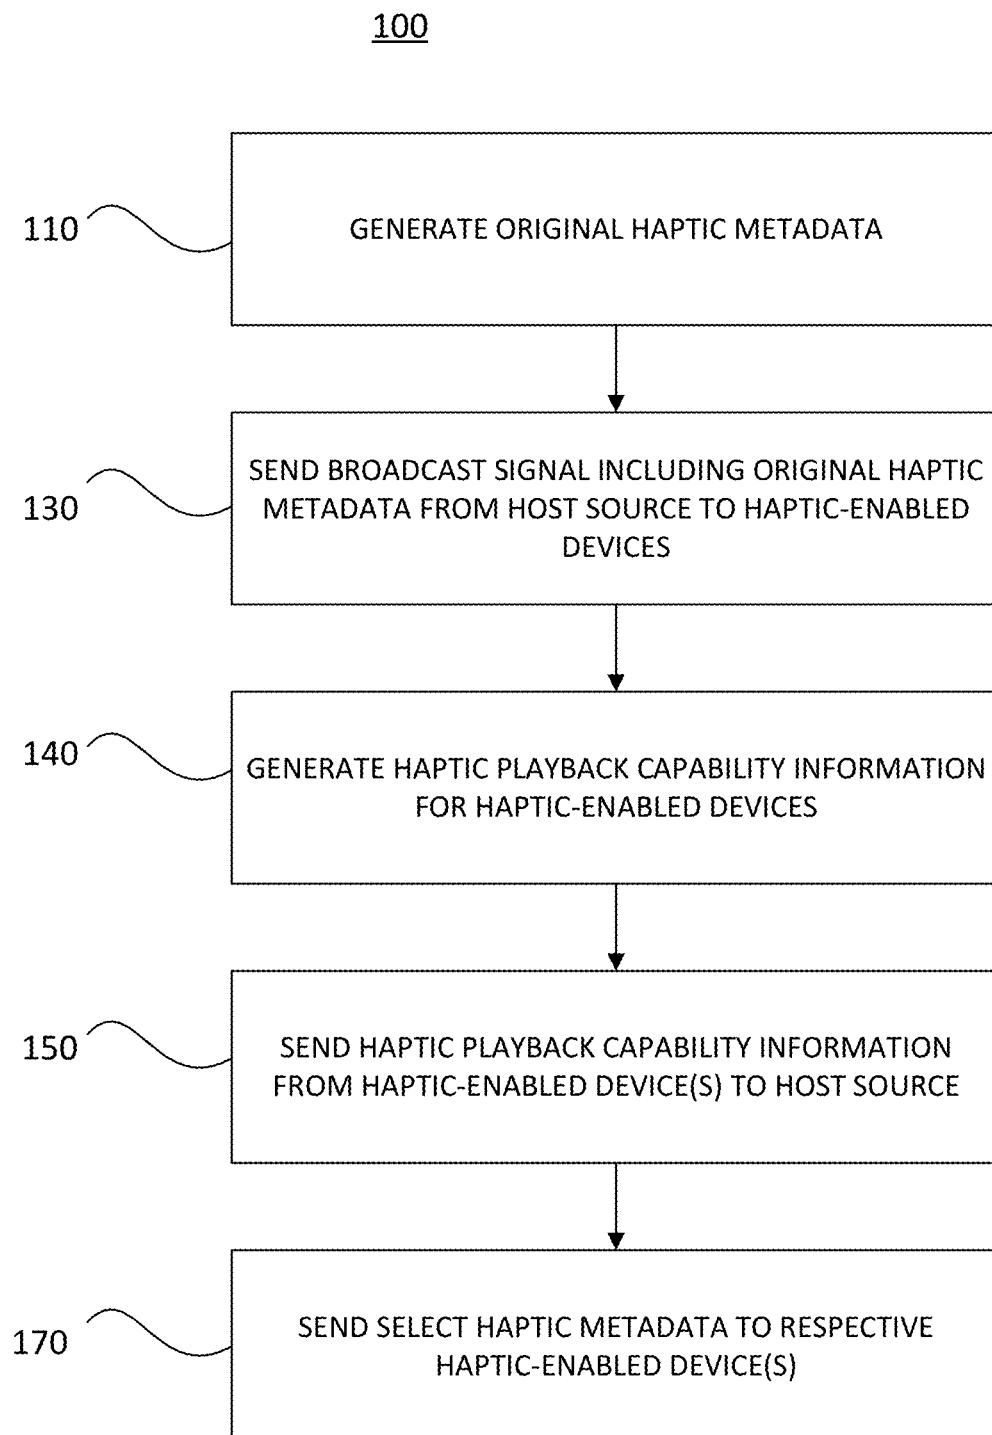 100
110
GENERATE ORIGINAL HAPTIC METADATA
130
SEND BROADCAST SIGNAL INCLUDING ORIGINAL HAPTIC
METADATA FROM HOST SOURCE TO HAPTIC-ENABLED
DEVICES
140
GENERATE HAPTIC PLAYBACK CAPABILITY INFORMATION
FOR HAPTIC-ENABLED DEVICES
150
SEND HAPTIC PLAYBACK CAPABILITY INFORMATION
FROM HAPTIC-ENABLED DEVICE(S) TO HOST SOURCE
170
SEND SELECT HAPTIC METADATA TO RESPECTIVE
HAPTIC-ENABLED DEVICE(S)